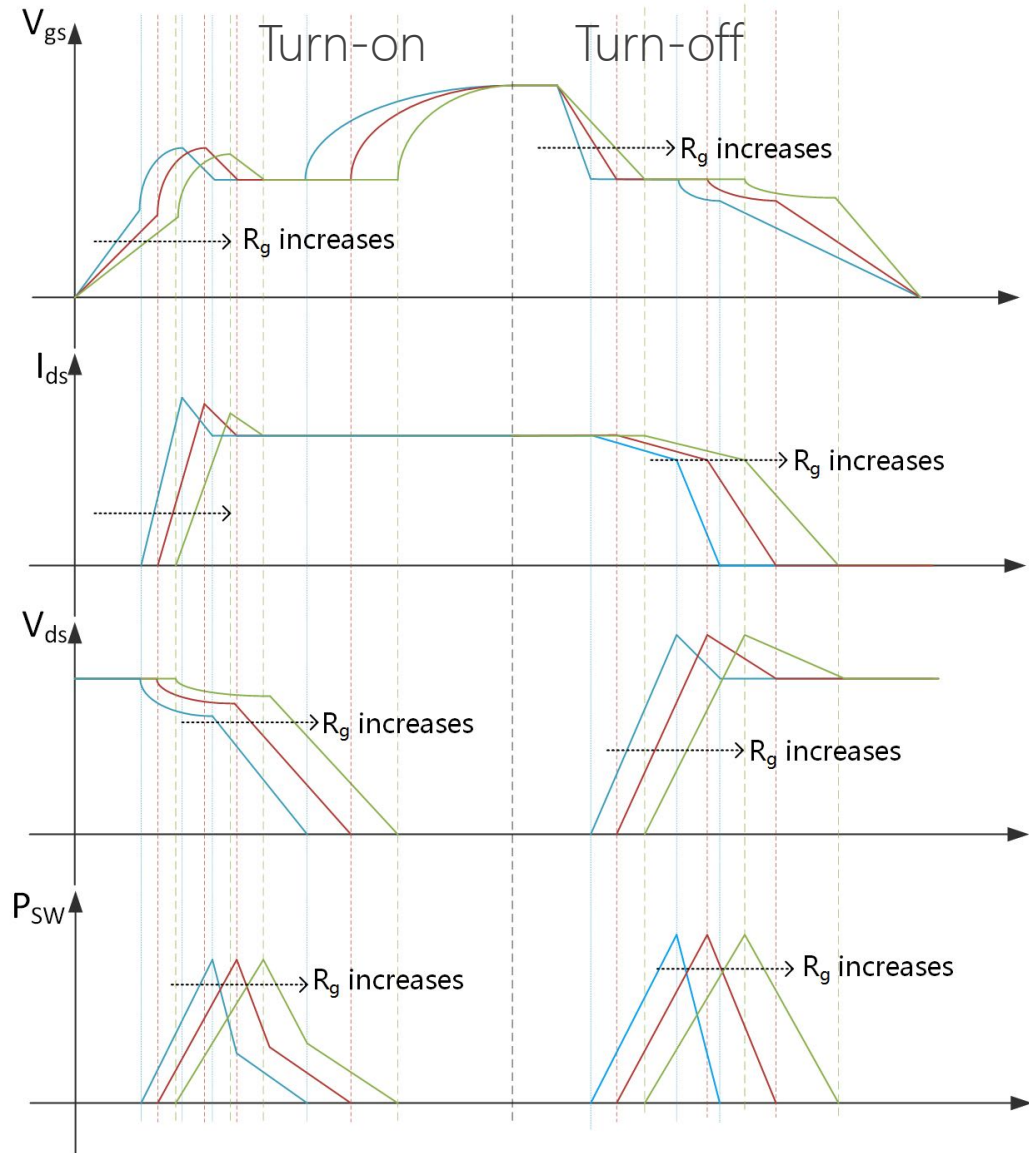 Vgs
Turn-on
Turn-off
Rg increases
Rg increases
Ids
Rg increases
Vds
Rg increases
Rg increases
PSW
Rg increases
Rg increases